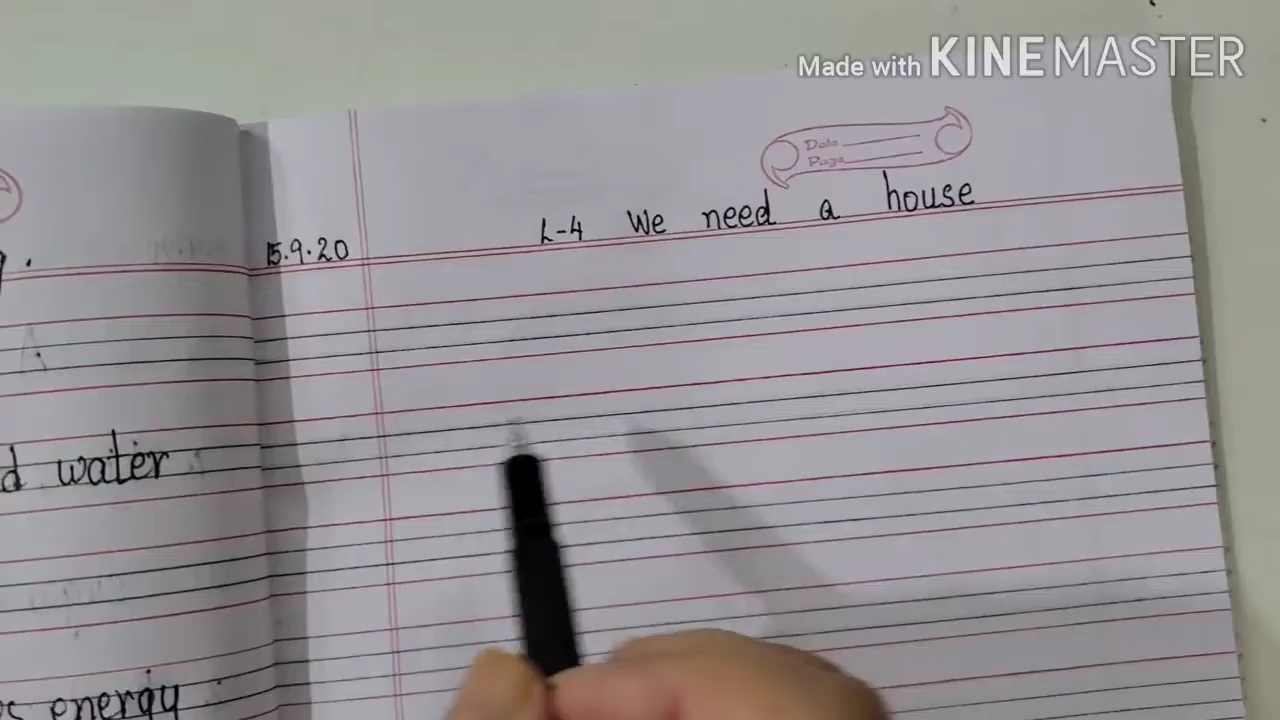 Made with KINEMASTER
Date
Page
L-4 We need a house
15.9.20
A
d water
energy